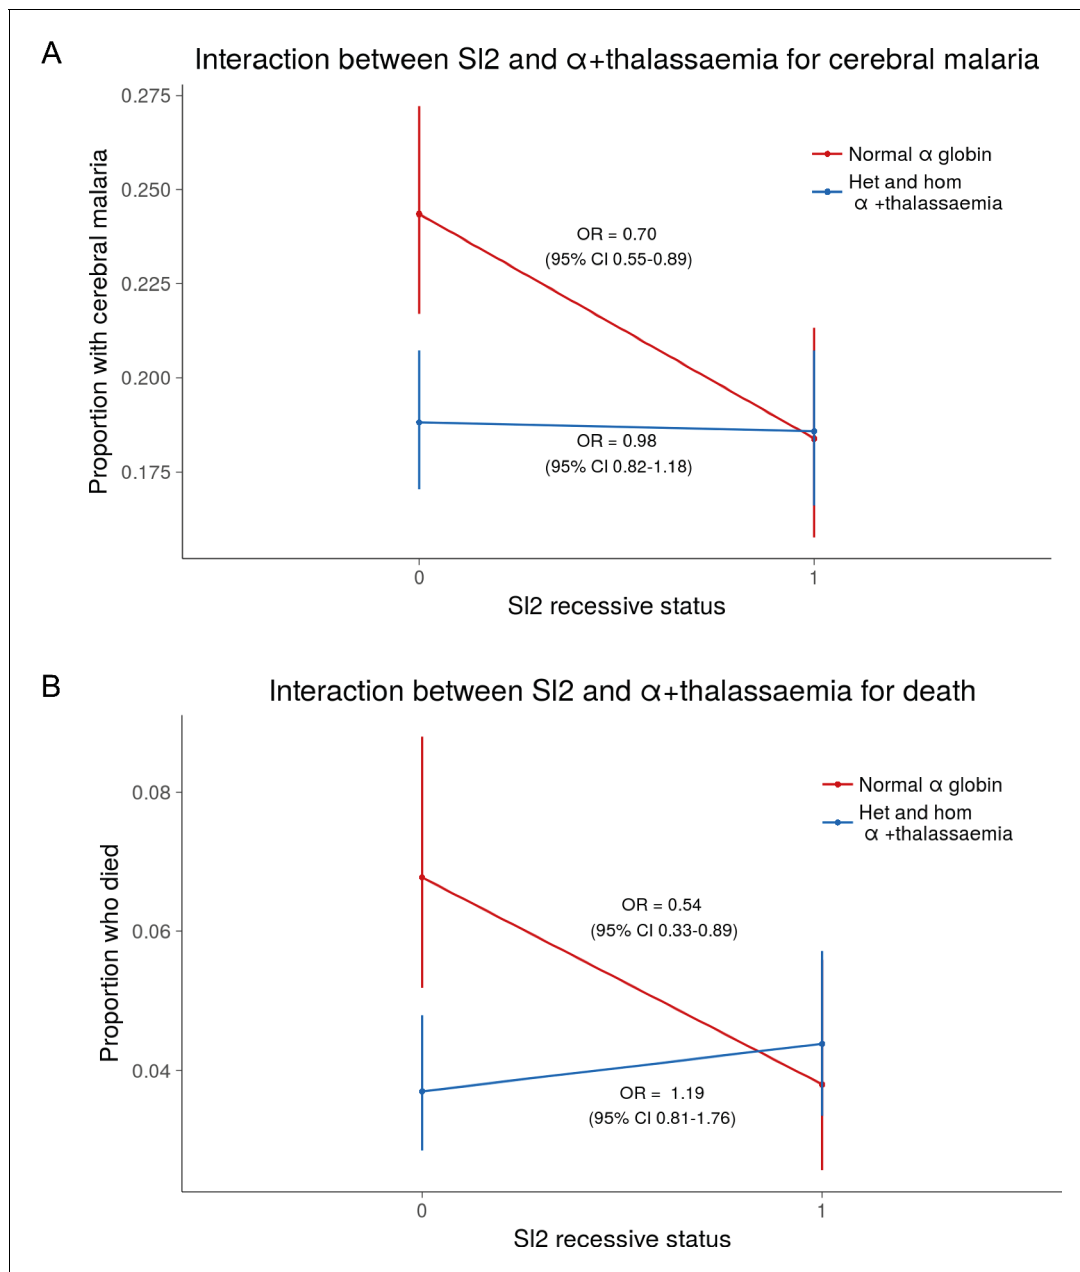 A
Interaction between Sl2 and α+thalassaemia for cerebral malaria
0.275
0.250
0.225
0.200
0.175
Proportion with cerebral malaria
Normal α globin
Het and hom
α +thalassaemia
OR = 0.70
(95% CI 0.55-0.89)
OR = 0.98
(95% CI 0.82-1.18)
0
1
Sl2 recessive status
B
Interaction between Sl2 and α+thalassaemia for death
0.08
0.06
0.04
Proportion who died
Normal α globin
Het and hom
α +thalassaemia
OR = 0.54
(95% CI 0.33-0.89)
OR = 1.19
(95% CI 0.81-1.76)
0
1
Sl2 recessive status